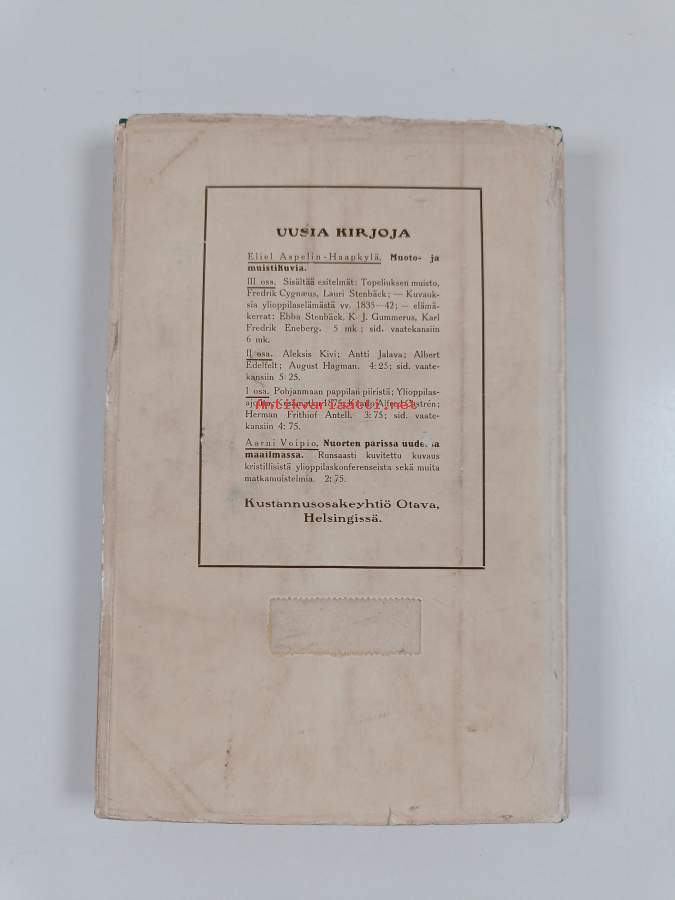 UUSIA KIRJOJA
Eliel Aspelin-Haapkylä, Muoto- ja
muistikuvia.
III osa. Sisältää esitelmät: Topeliuksen muisto,
Fredrik Cygnæus, Lauri Stenbäck; — Kuvauk-
sia ylioppilaselämästä vv. 1835—42; — elämä-
kerrat: Ebba Stenbäck, K. J. Gummerus, Karl
Fredrik Eneberg. 5 mk.; sid. vaatekansiin
6 mk.
II osa. Aleksis Kivi; Antti Jalava; Albert
Edelfelt; August Hagman. 4: 25; sid. vaate-
kansiin 5: 25.
I osa. Pohjanmaan pappilan piiristä; Ylioppilas-
Antikvariaatti.net
Herman Frithiof Antell. 3: 75; sid. vaate-
kansiin 4: 75.
Aarni Voipio, Nuorten parissa
maailmassa. Runsaasti kuvitettu kuvaus
kristillisistä ylioppilaskonferenseista sekä muita
matkamuistelmia. 2: 75.
Kustannusosakeyhtiö Otava,
Helsingissä.